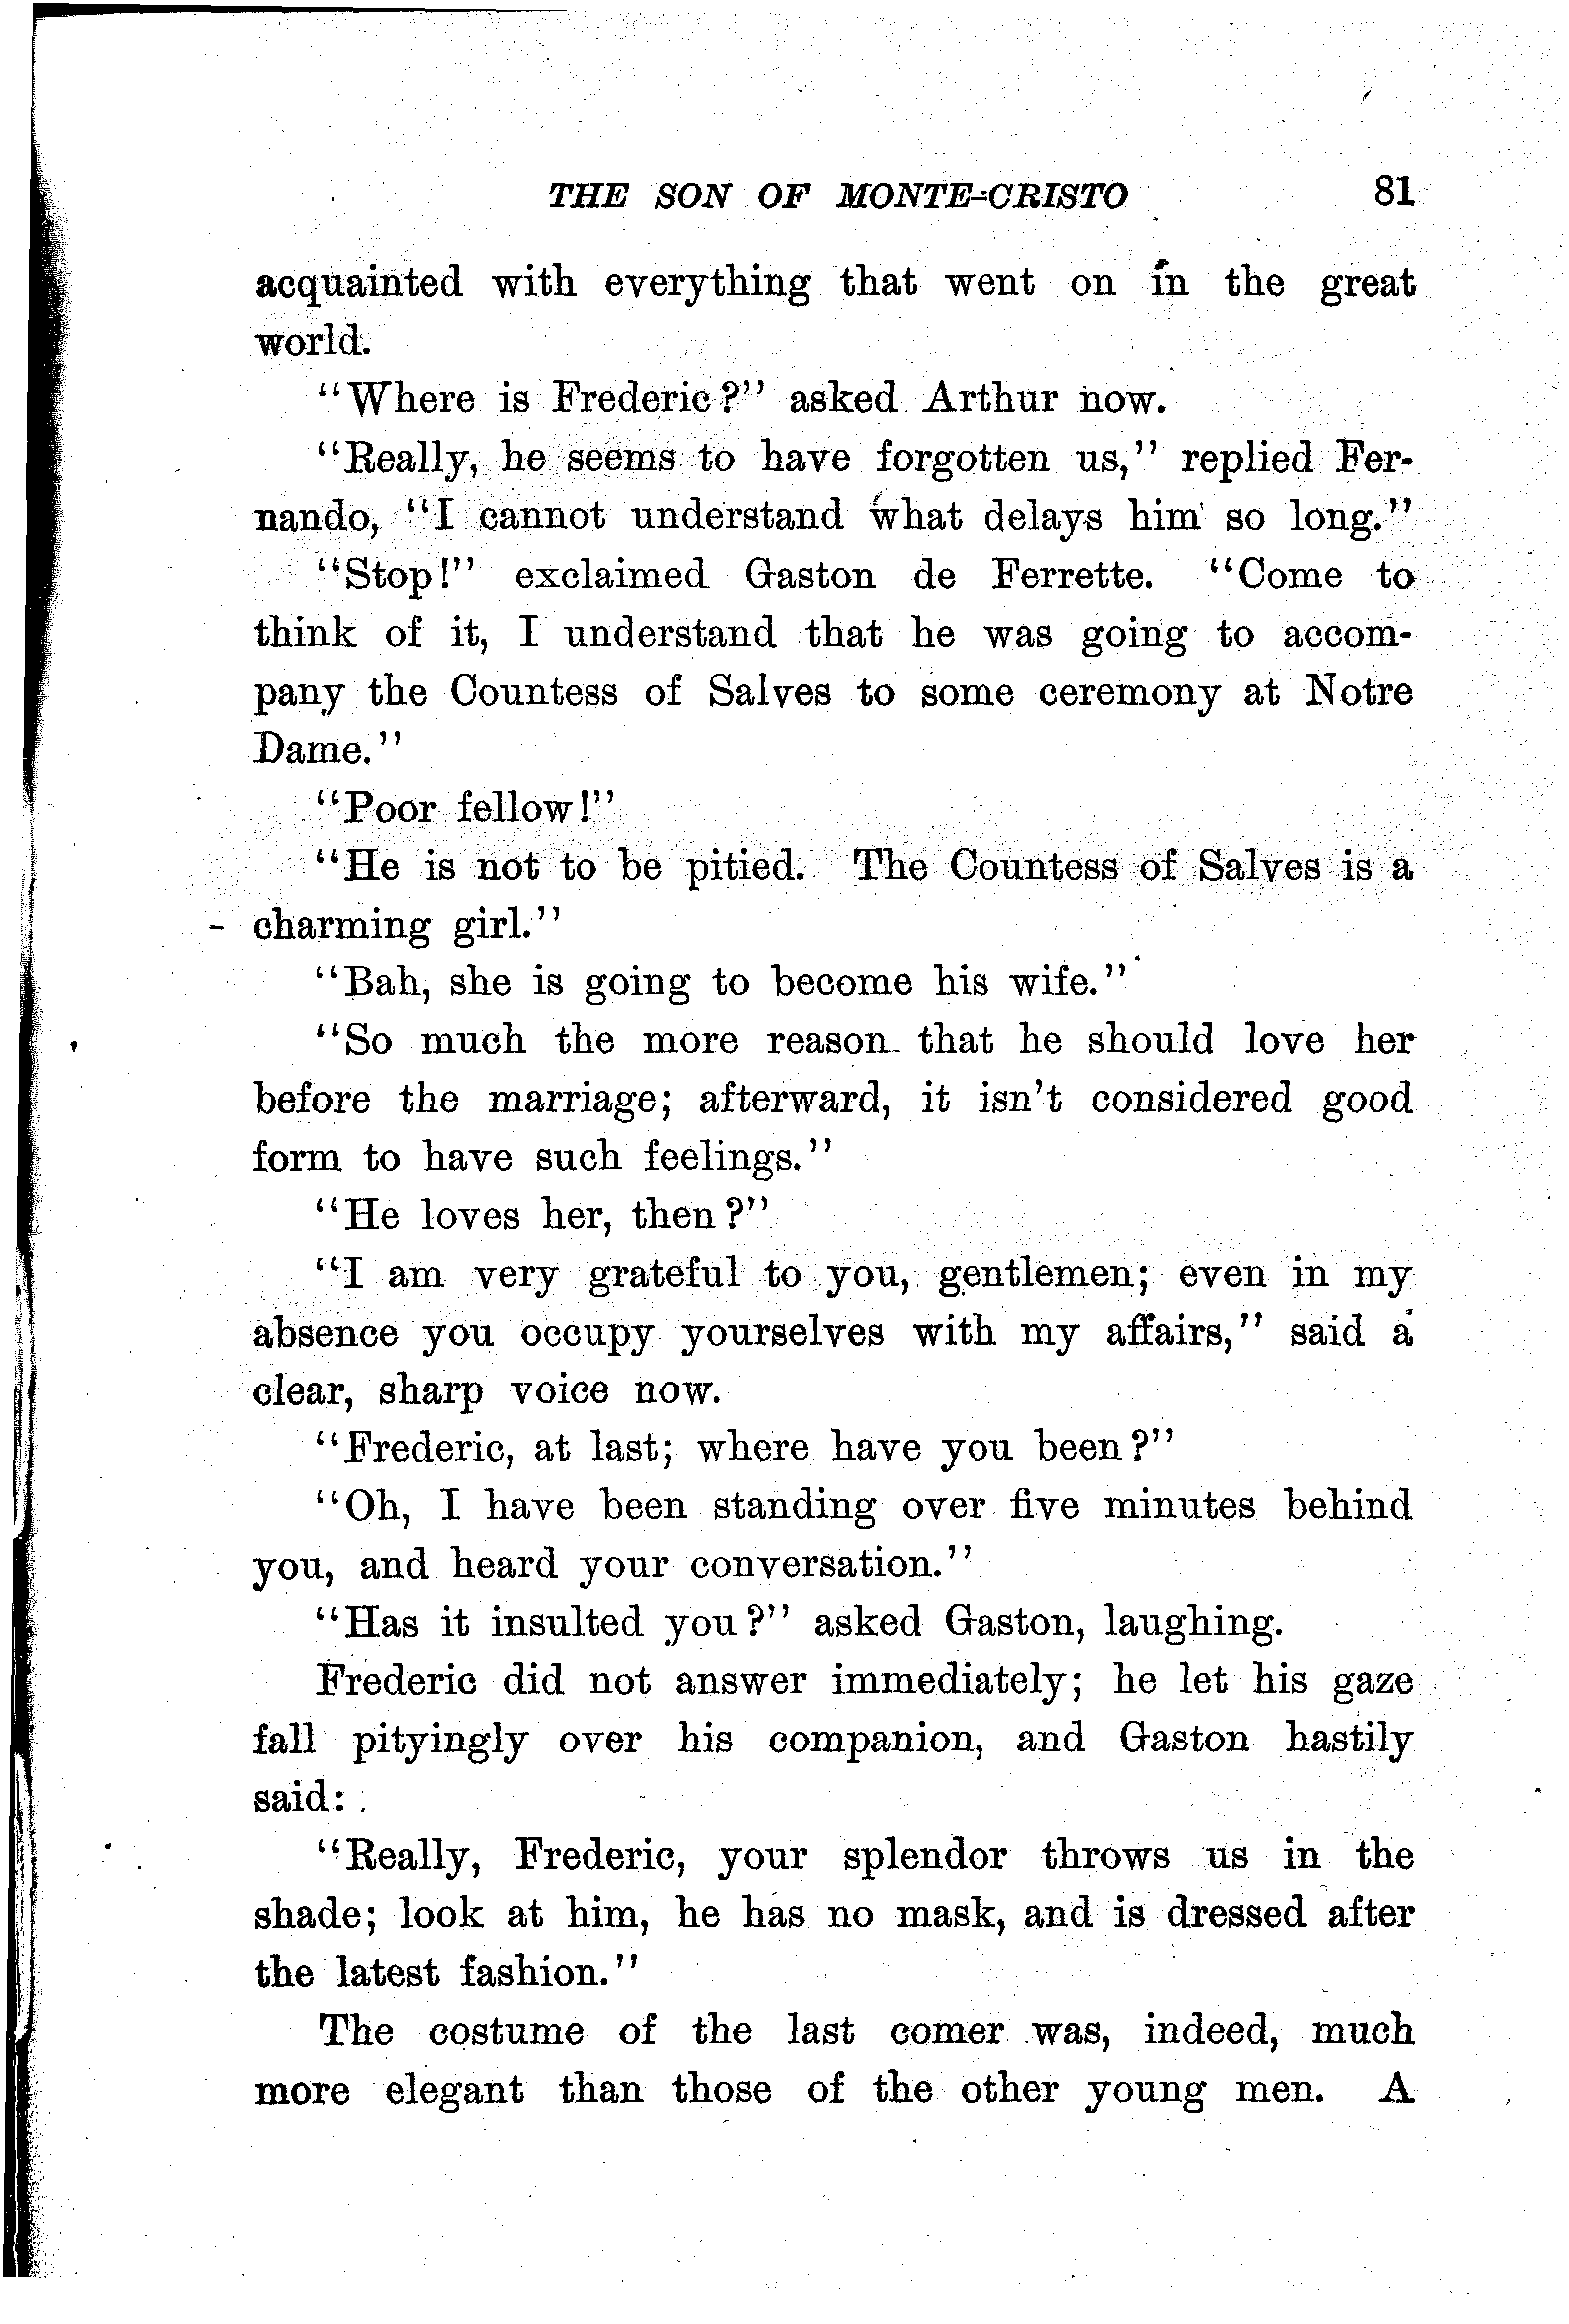 THE SON OF MONTE-CRISTO 81
acquainted with everything that went on in the great
world.
"Where is Frederic?" asked Arthur now.
"Really, he seems to have forgotten us," replied Fer-
nando, "I cannot understand what delays him so long."
"Stop!" exclaimed Gaston de Ferrette. "Come to
think of it, I understand that he was going to accom-
pany the Countess of Salves to some ceremony at Notre
Dame."
"Poor fellow!"
"He is not to be pitied. The Countess of Salves is a
charming girl."
"Bah, she is going to become his wife."
"So much the more reason that he should love her
before the marriage; afterward, it isn't considered good
form to have such feelings."
"He loves her, then?"
"I am very grateful to you, gentlemen; even in my
absence you occupy yourselves with my affairs," said a
clear, sharp voice now.
"Frederic, at last; where have you been?"
"Oh, I have been standing over five minutes behind
you, and heard your conversation."
"Has it insulted you?" asked Gaston, laughing.
Frederic did not answer immediately; he let his gaze
fall pityingly over his companion, and Gaston hastily
said:
"Really, Frederic, your splendor throws us in the
shade; look at him, he has no mask, and is dressed after
the latest fashion."
The costume of the last comer was, indeed, much
more elegant than those of the other young men. A